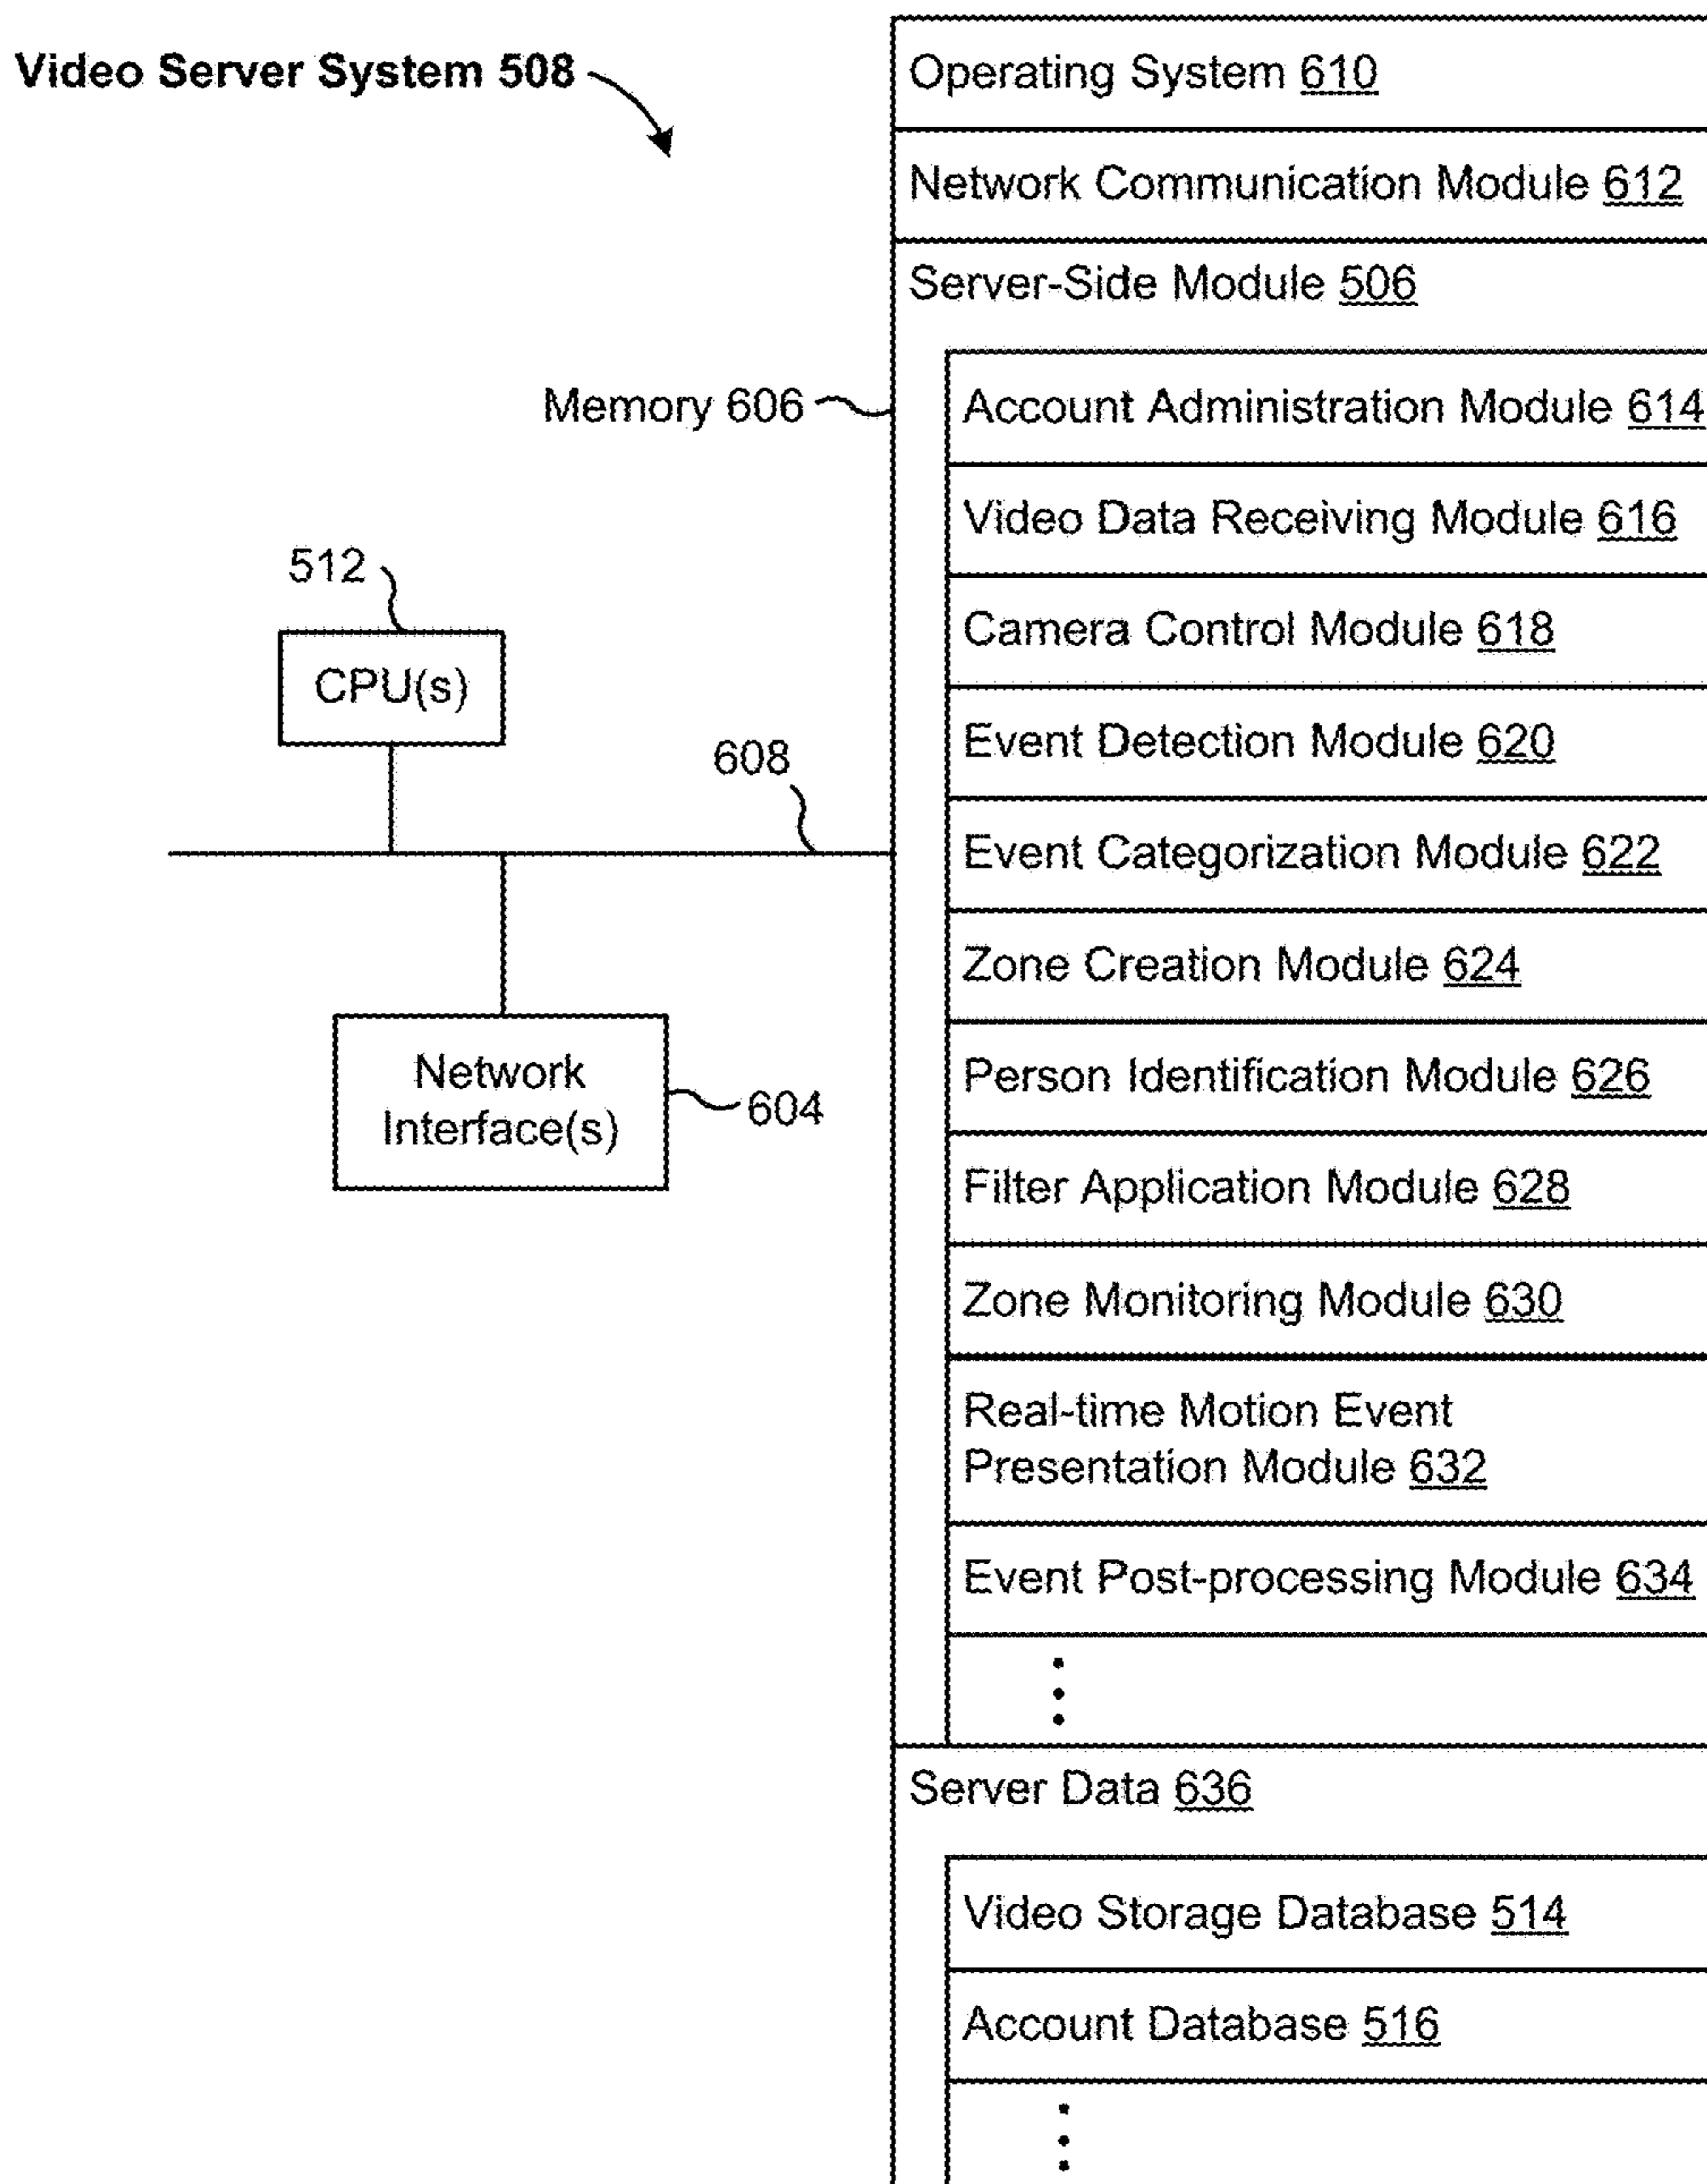 Video Server System 508
Operating System 610
Network Communication Module 612
Server-Side Module 506
Memory 606
Account Administration Module 614
Video Data Receiving Module 616
512
Camera Control Module 618
CPU(s)
Event Detection Module 620
608
Event Categorization Module 622
Zone Creation Module 624
Network
Interface(s)
604
Person Identification Module 626
Filter Application Module 628
Zone Monitoring Module 630
Real-time Motion Event
Presentation Module 632
Event Post-processing Module 634
Server Data 636
Video Storage Database 514
Account Database 516